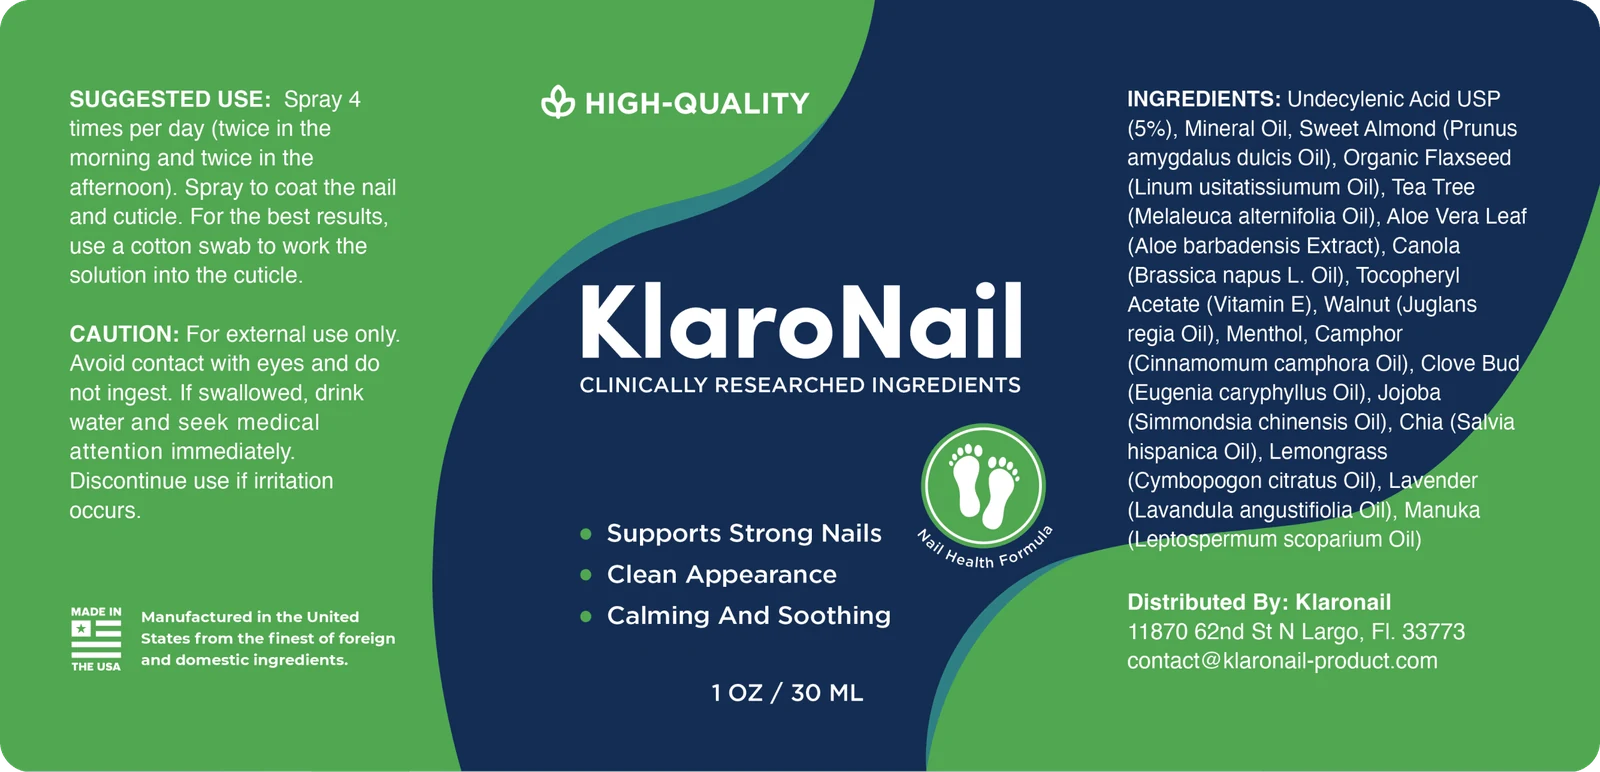 SUGGESTED USE: Spray 4
times per day (twice in the
morning and twice in the
afternoon). Spray to coat the nail
and cuticle. For the best results,
use a cotton swab to work the
solution into the cuticle.
CAUTION: For external use only.
Avoid contact with eyes and do
not ingest. If swallowed, drink
water and seek medical
attention immediately.
Discontinue use if irritation
occurs.
MADE IN
THE USA
Manufactured in the United
States from the finest of foreign
and domestic ingredients.
HIGH-QUALITY
KlaroNail
CLINICALLY RESEARCHED INGREDIENTS
Nail Health Formula
Supports Strong Nails
Clean Appearance
Calming And Soothing
1 OZ / 30 ML
INGREDIENTS: Undecylenic Acid USP
(5%), Mineral Oil, Sweet Almond (Prunus
amygdalus dulcis Oil), Organic Flaxseed
(Linum usitatissiumum Oil), Tea Tree
(Melaleuca alternifolia Oil), Aloe Vera Leaf
(Aloe barbadensis Extract), Canola
(Brassica napus L. Oil), Tocopheryl
Acetate (Vitamin E), Walnut (Juglans
regia Oil), Menthol, Camphor
(Cinnamomum camphora Oil), Clove Bud
(Eugenia caryphyllus Oil), Jojoba
(Simmondsia chinensis Oil), Chia (Salvia
hispanica Oil), Lemongrass
(Cymbopogon citratus Oil), Lavender
(Lavandula angustifiolia Oil), Manuka
(Leptospermum scoparium Oil)
Distributed By: Klaronail
11870 62nd St N Largo, Fl. 33773
contact@klaronail-product.com